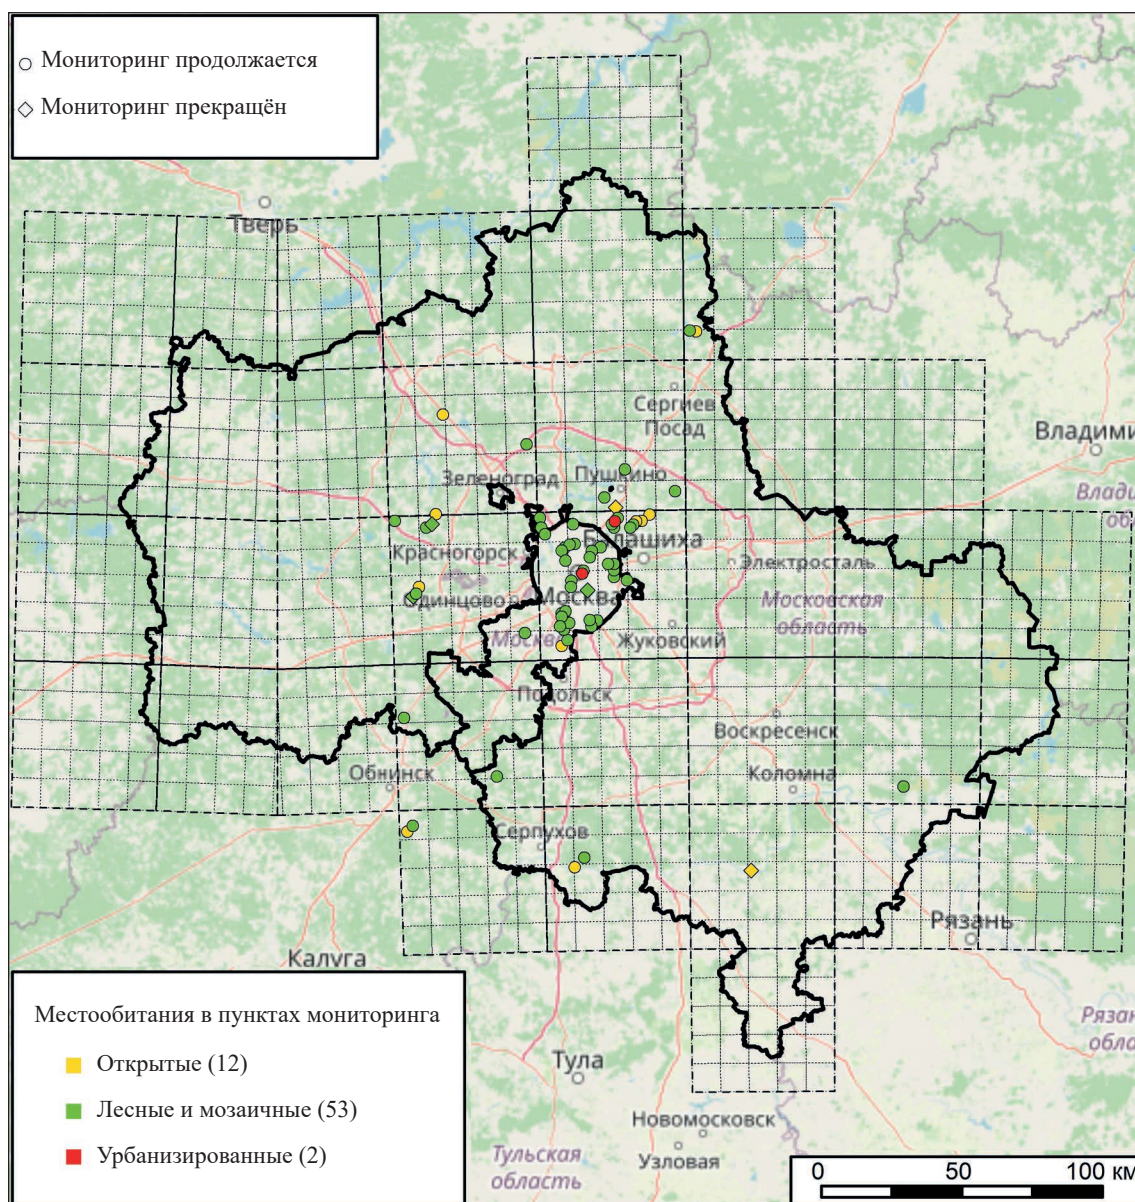 Мониторинг продолжается
Мониторинг прекращён
Тверь
Сергиев
Посад
Владими
Зеленоград
Пушкино
Влади
об
Красногорск
Балашиха
Электросталь
Одинцово
Москва
Московская
область
Москв
Жуковский
Подольск
Воскресенск
Обнинск
Коломна
Серпухов
Рязань
Калуга
Местообитания в пунктах мониторинга
Открытые (12)
Лесные и мозаичные (53)
Урбанизированные (2)
Рязан
обла
Тула
Новомосковск
Узловая
Тульская
область
0 50 100 км